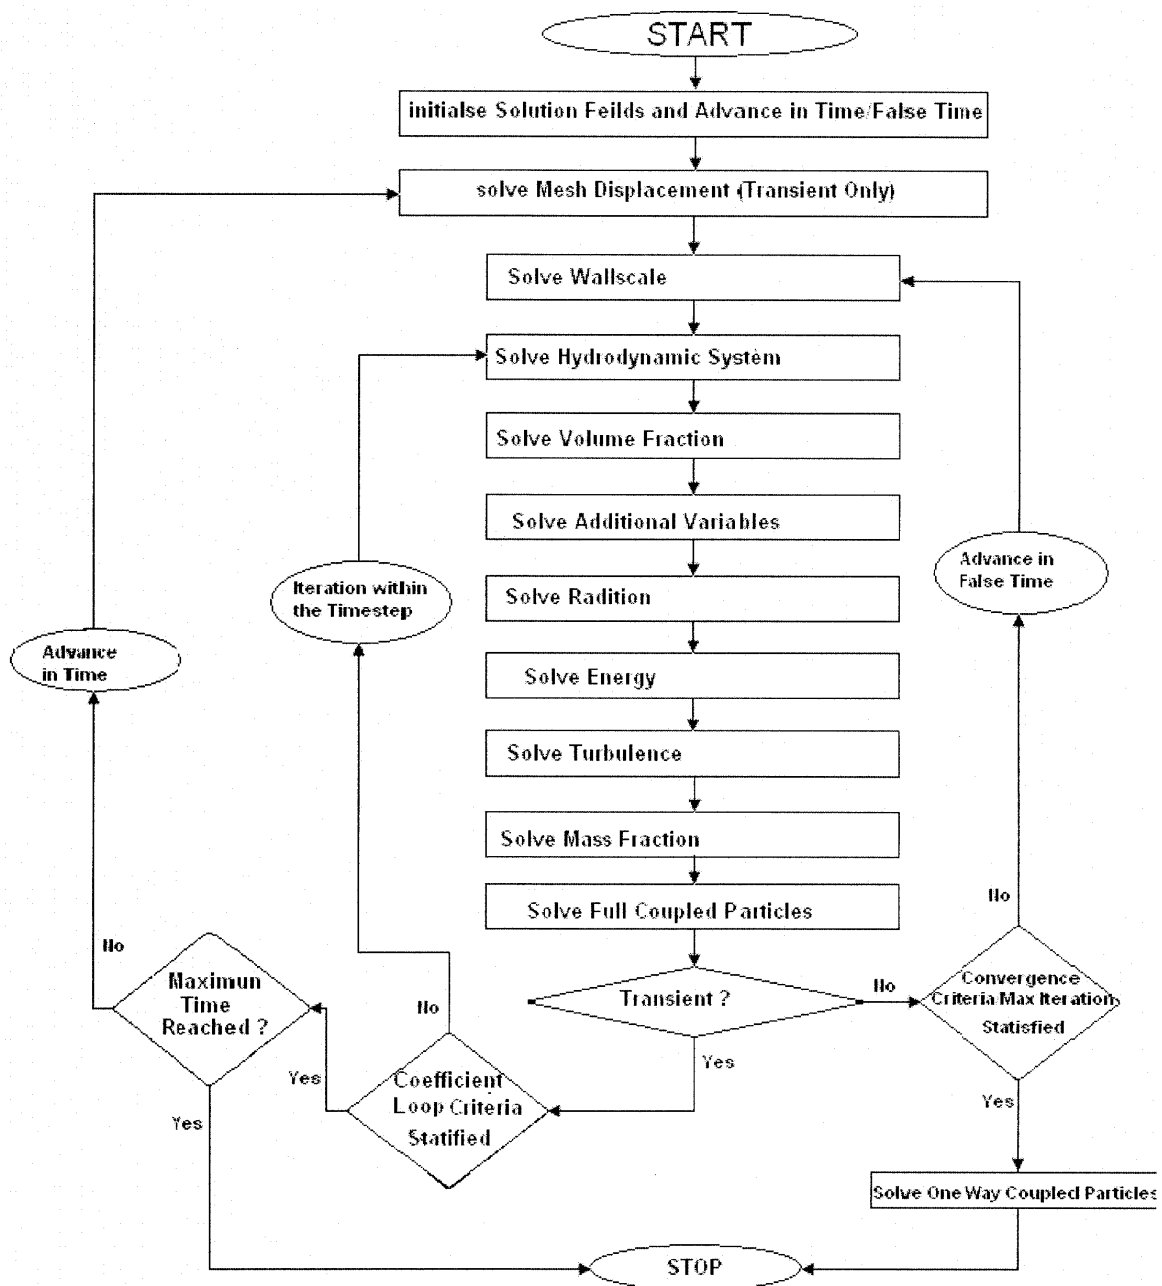 START
initialse Solution Feilds and Advance in Time/False Time
solve Mesh Displacement (Transient Only)
Solve Wallscale
Solve Hydrodynamic Systèm
Solve Volume Fraction
Solve Additional Variables
Advance in
False Time
Iteration within
the Timestep
Solve Radition
Advance
in Time
Solve Energy
Solve Turbulence
Solve Mass Fraction
Solve Full Coupled Particles
No
No
Maximun
Time
Reached ?
No
Transient ?
No
Convergence
Criteria Max Iteration
Statisfied
Yes
Yes
Coefficient
Loop Criteria
Statified
Yes
Yes
Solve One Way Coupled Particles
STOP